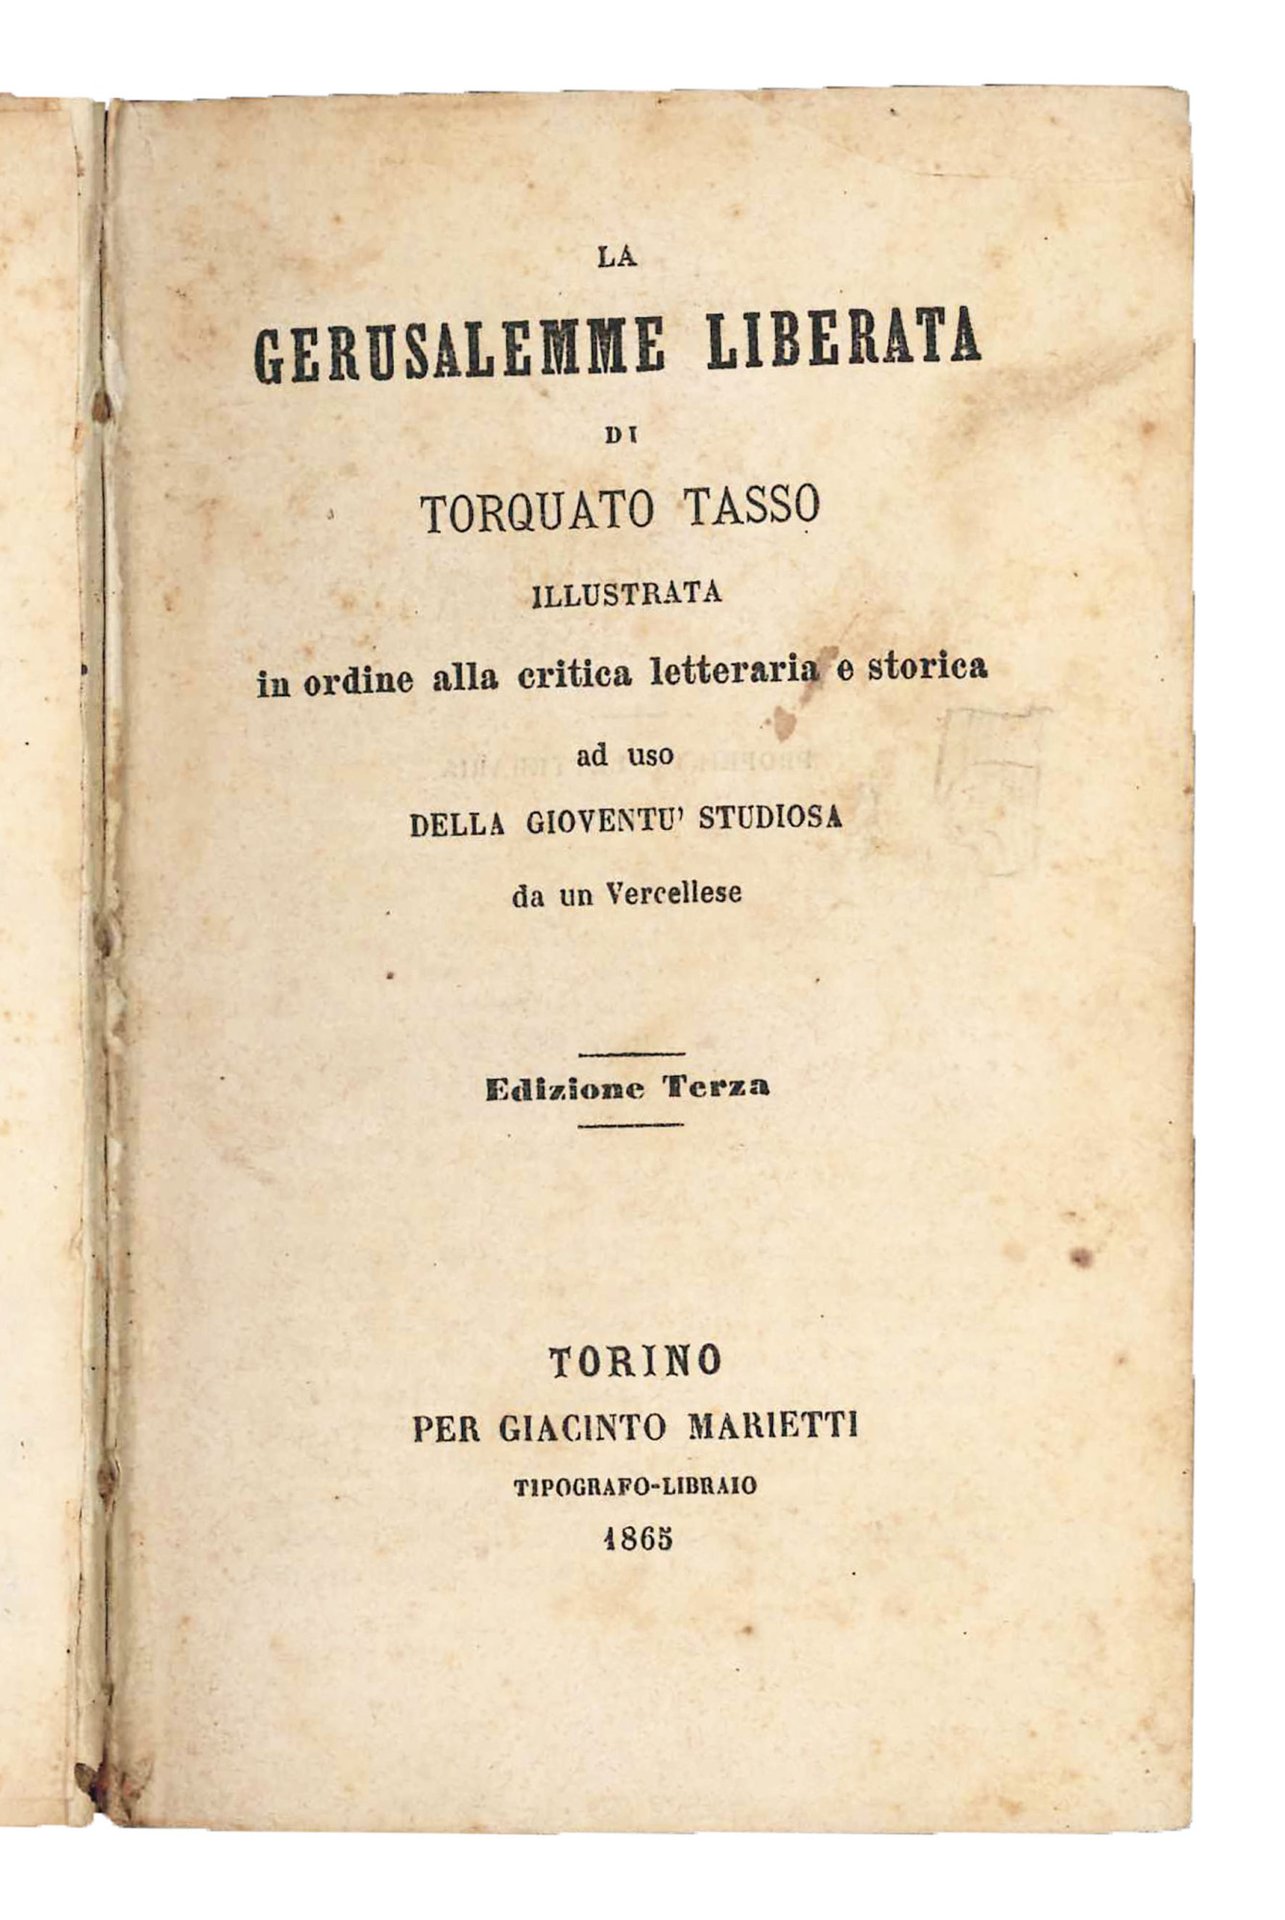 LA
GERUSALEMME LIBERATA
DI
TORQUATO TASSO
ILLUSTRATA
in ordine alla critica letteraria e storica
ad uso
DELLA GIOVENTU' STUDIOSA
da un Vercellese
Edizione Terza
TORINO
PER GIACINTO MARIETTI
TIPOGRAFO-LIBRAIO
1865